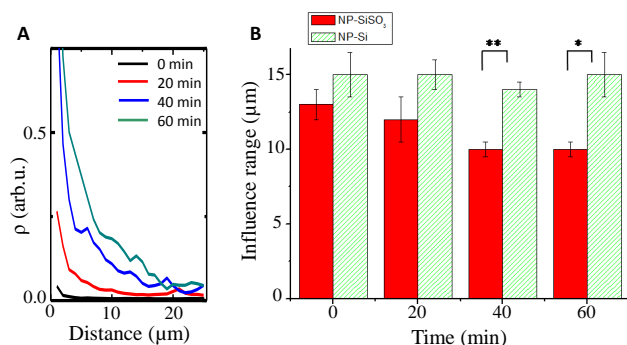 A
0 min
20 min
40 min
60 min
0.5
0.0
ρ (arb.u.)
0 10 20
Distance (µm)
B
NP-SiSO₃
NP-Si
** *
15
10
5
0
Influence range (µm)
0 20 40 60
Time (min)